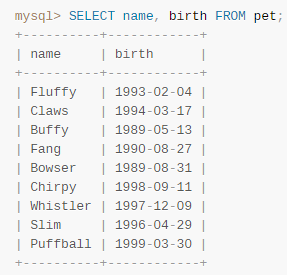 mysql> SELECT name, birth FROM pet;
+----------+------------+
| name     | birth      |
+----------+------------+
| Fluffy   | 1993-02-04 |
| Claws    | 1994-03-17 |
| Buffy    | 1989-05-13 |
| Fang     | 1990-08-27 |
| Bowser   | 1989-08-31 |
| Chirpy   | 1998-09-11 |
| Whistler | 1997-12-09 |
| Slim     | 1996-04-29 |
| Puffball | 1999-03-30 |
+----------+------------+